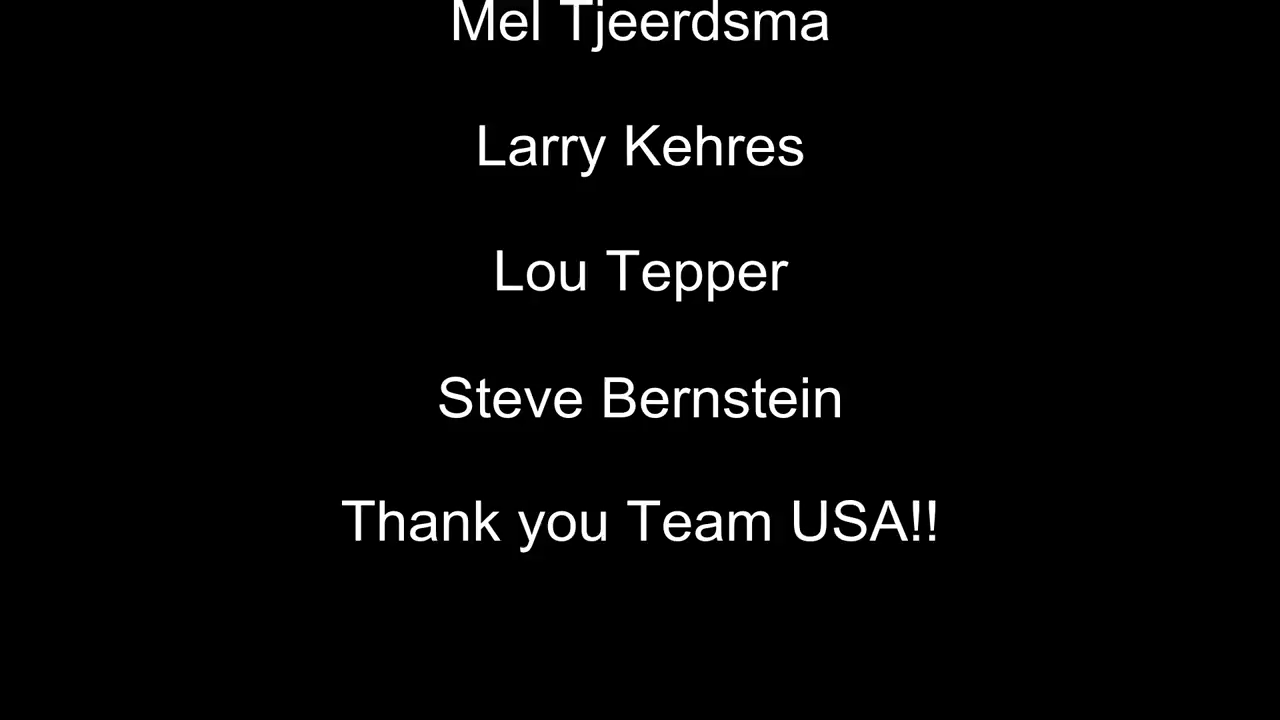 Mel Tjeerdsma
Larry Kehres
Lou Tepper
Steve Bernstein
Thank you Team USA!!